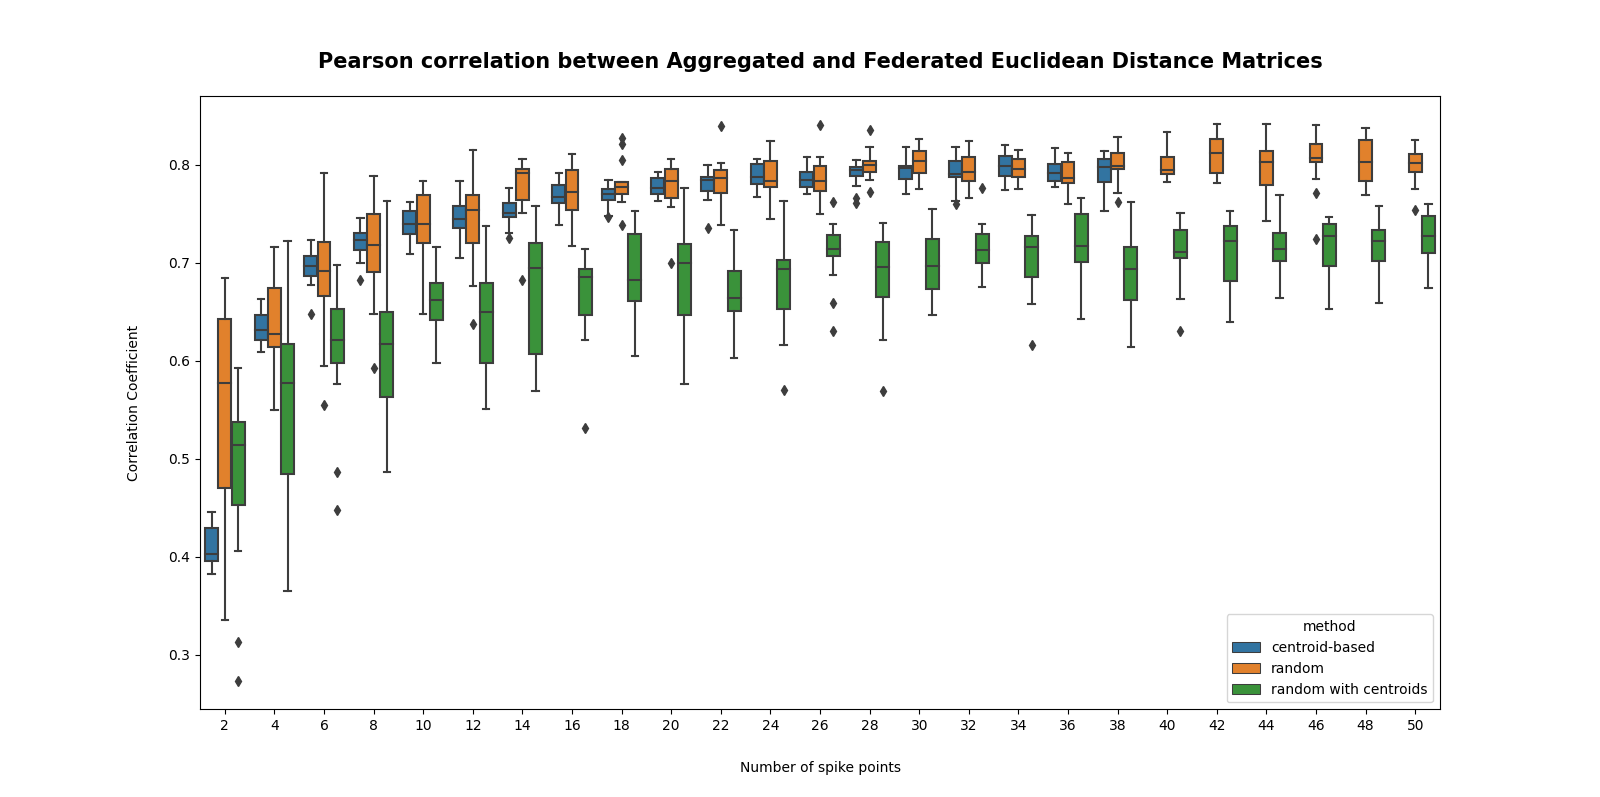 Pearson correlation between Aggregated and Federated Euclidean Distance Matrices
0.8
0.7
0.6
0.5
0.4
0.3
Correlation Coefficient
method
centroid-based
random
random with centroids
2 4 6 8 10 12 14 16 18 20 22 24 26 28 30 32 34 36 38 40 42 44 46 48 50
Number of spike points